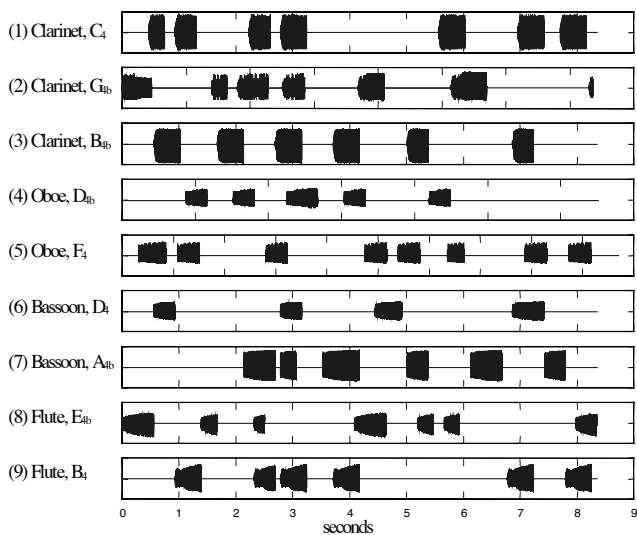 (1) Clarinet, C4
(2) Clarinet, G4b
(3) Clarinet, B4b
(4) Oboe, D4b
(5) Oboe, F4
(6) Bassoon, D4
(7) Bassoon, A4b
(8) Flute, E4b
(9) Flute, B4
0 1 2 3 4 5 6 7 8 9
seconds